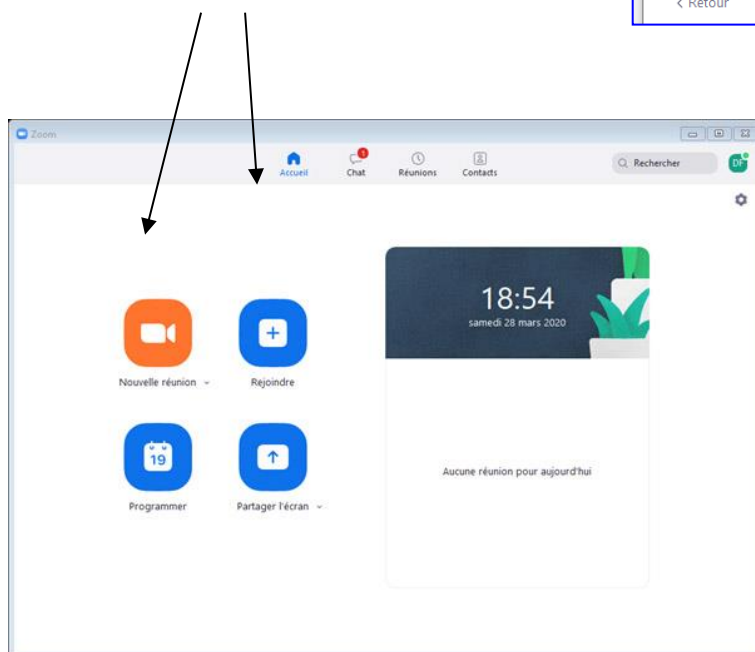 < Retour
Zoom
Accueil
Chat
1
Réunions
Contacts
Rechercher
DF
18:54
samedi 28 mars 2020
Nouvelle réunion
Rejoindre
19
Programmer
Partager l'écran
Aucune réunion pour aujourd'hui